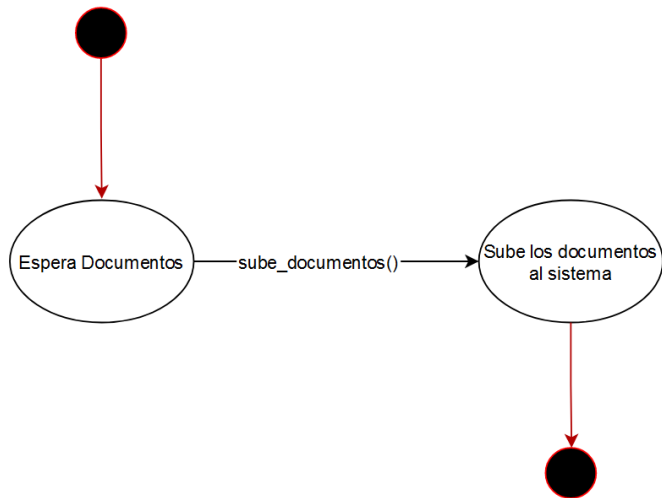 Espera Documentos
sube_documentos()
Sube los documentos
al sistema